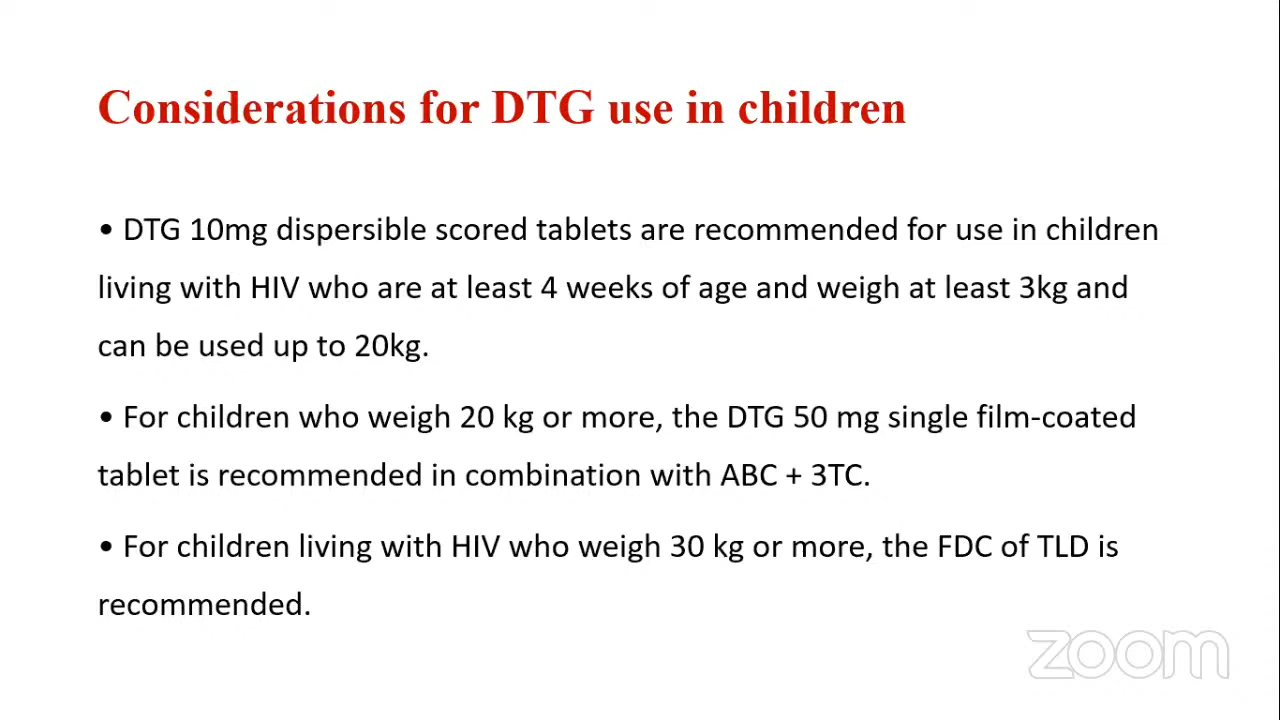 Considerations for DTG use in children
• DTG 10mg dispersible scored tablets are recommended for use in children
living with HIV who are at least 4 weeks of age and weigh at least 3kg and
can be used up to 20kg.
• For children who weigh 20 kg or more, the DTG 50 mg single film-coated
tablet is recommended in combination with ABC + 3TC.
• For children living with HIV who weigh 30 kg or more, the FDC of TLD is
recommended.
zoom